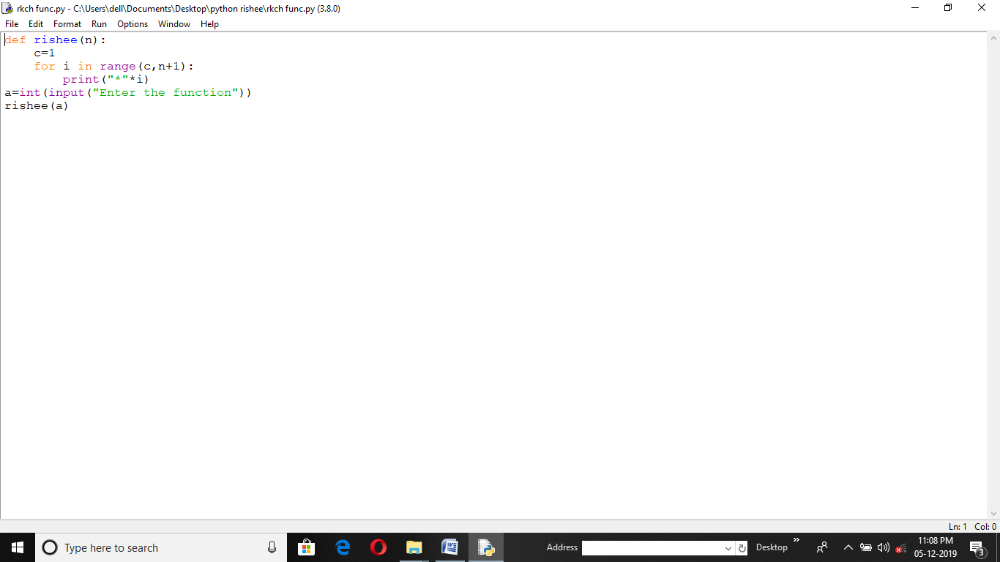 rkch func.py - C:\Users\dell\Documents\Desktop\python rishee\rkch func.py (3.8.0)
File Edit Format Run Options Window Help
def rishee(n):
    c=1
    for i in range(c,n+1):
        print("*"*i)
a=int(input("Enter the function"))
rishee(a)
Ln: 1 Col: 0
Type here to search
Address
Desktop
11:08 PM
05-12-2019
3